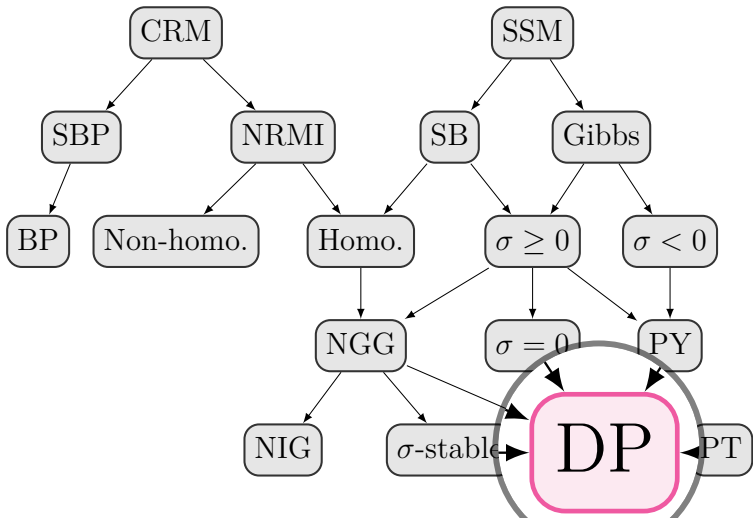 CRM SSM
SBP NRMI SB Gibbs
BP Non-homo. Homo. σ ≥ 0 σ < 0
NGG σ = 0 PY
NIG σ-stable DP PT